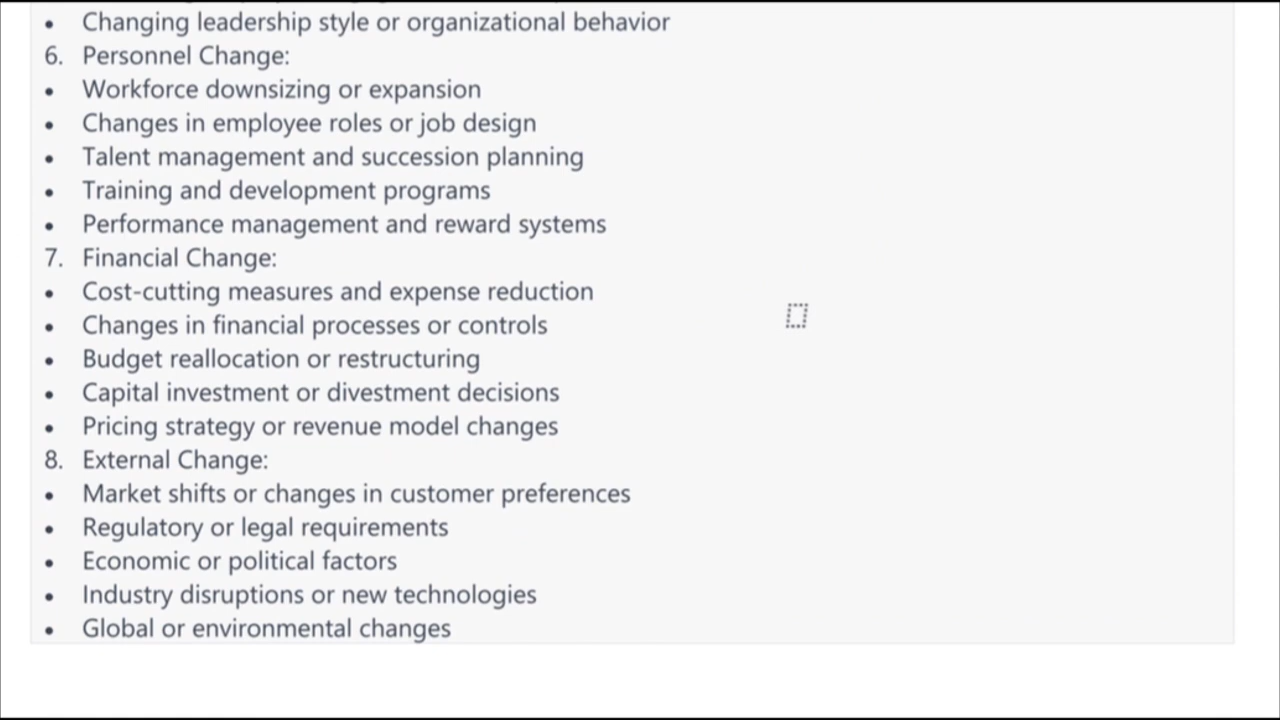 • Changing leadership style or organizational behavior
6. Personnel Change:
• Workforce downsizing or expansion
• Changes in employee roles or job design
• Talent management and succession planning
• Training and development programs
• Performance management and reward systems
7. Financial Change:
• Cost-cutting measures and expense reduction
• Changes in financial processes or controls
• Budget reallocation or restructuring
• Capital investment or divestment decisions
• Pricing strategy or revenue model changes
8. External Change:
• Market shifts or changes in customer preferences
• Regulatory or legal requirements
• Economic or political factors
• Industry disruptions or new technologies
• Global or environmental changes